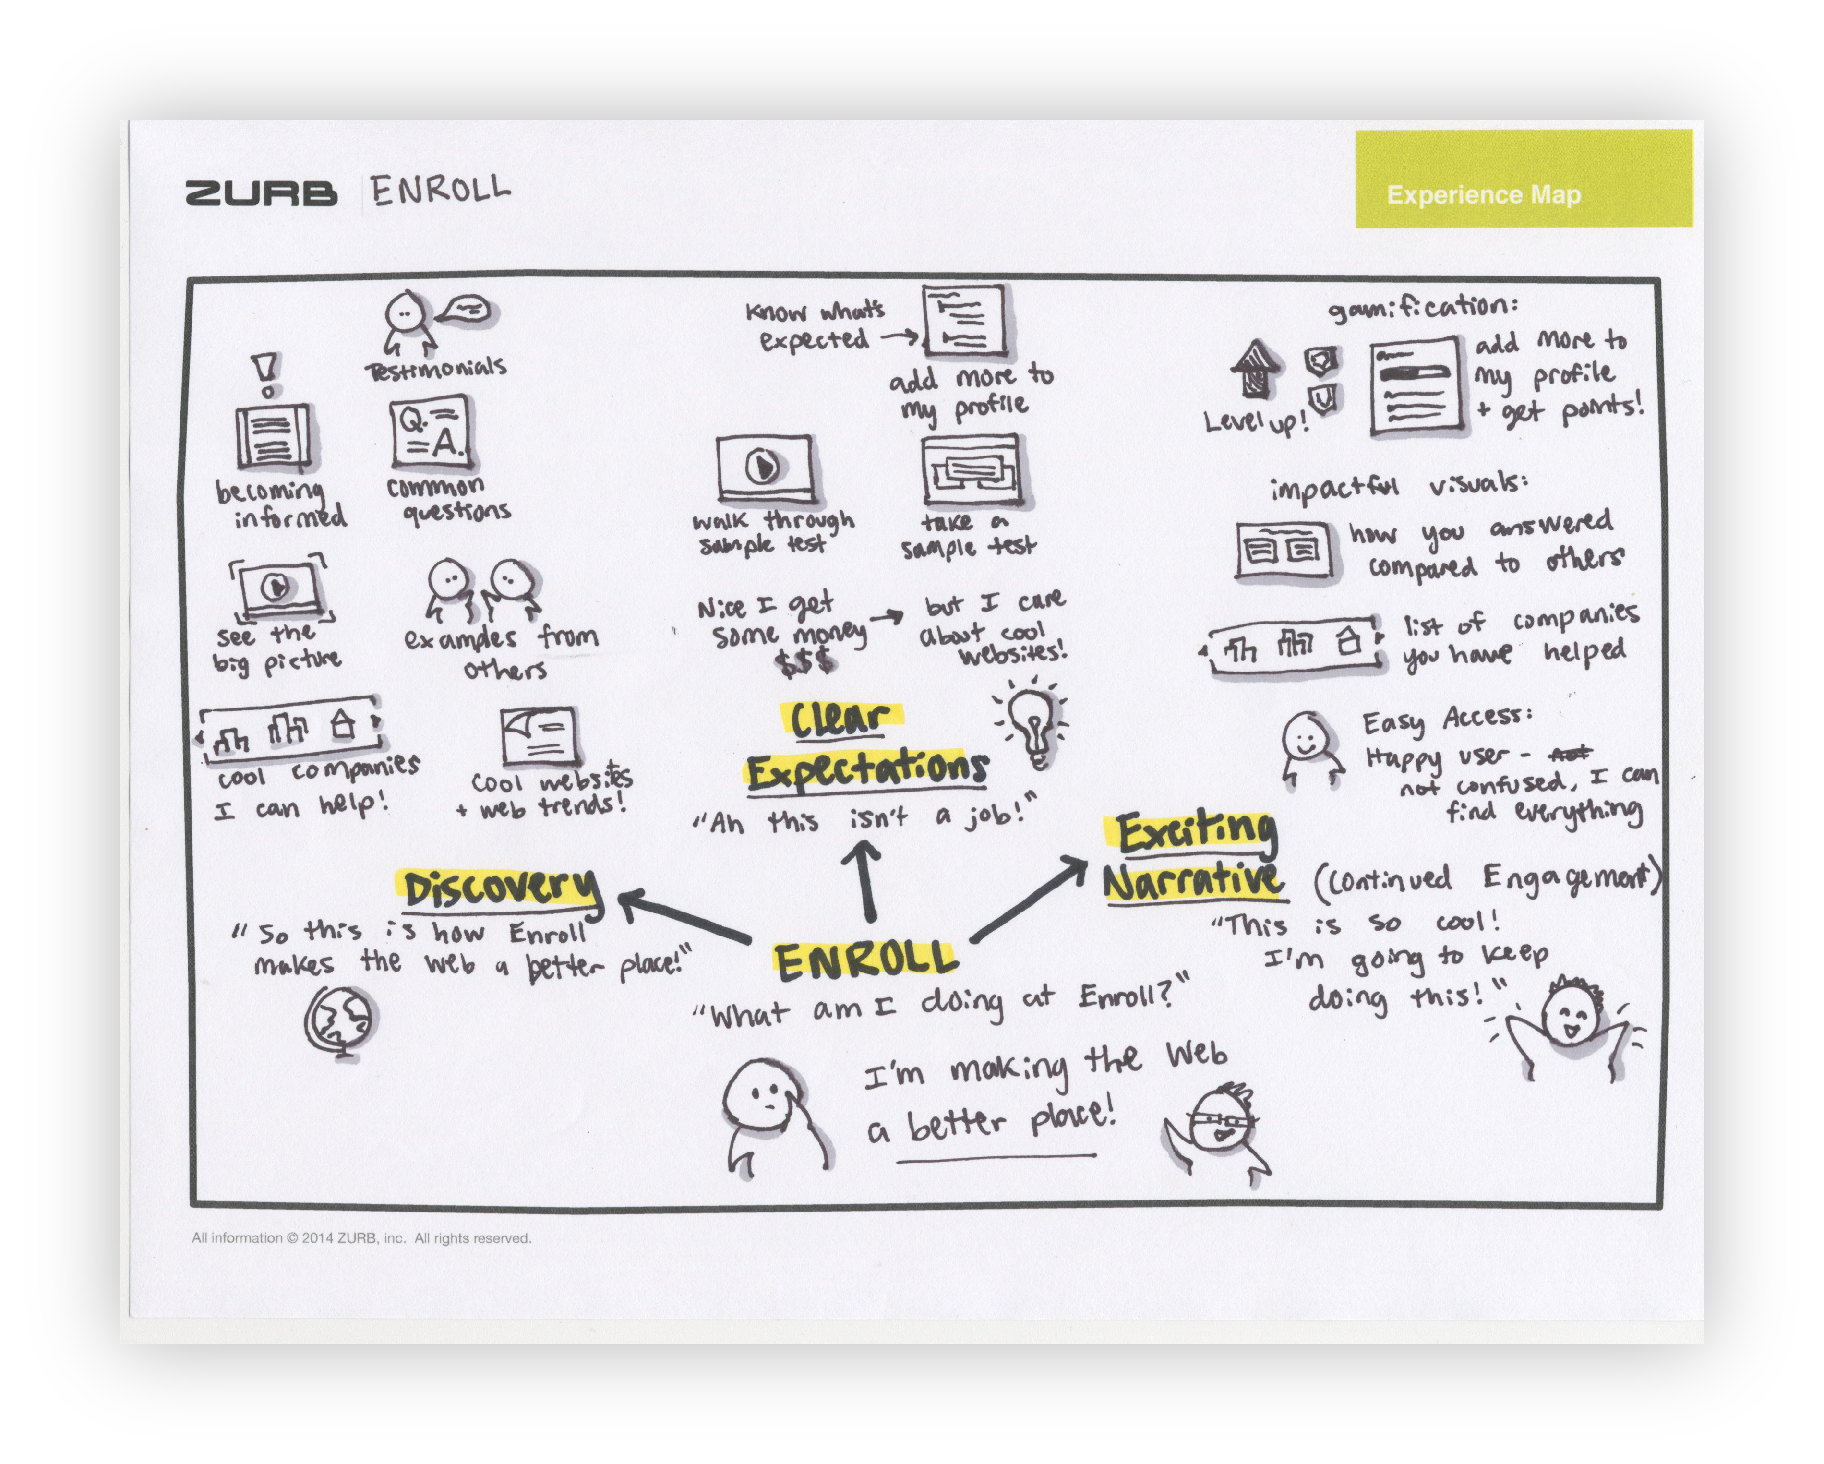 ZURB ENROLL
Experience Map
Testimonials
becoming
informed
Q. A.
common
questions
see the
big picture
examples from
others
cool companies
I can help!
cool websites
+ web trends!
Discovery
"So this is how Enroll
makes the web a better place!"
Know what's
expected
add more to
my profile
walk through
sample test
take a
sample test
Nice I get
some money
$$$
but I care
about cool
websites!
Clear
Expectations
"Ah this isn't a job!"
gamification:
Level up!
add more to
my profile
+ get points!
impactful visuals:
how you answered
compared to others
list of companies
you have helped
Easy Access:
Happy user - not
not confused, I can
find everything
Exciting
Narrative (Continued Engagement)
"This is so cool!
I'm going to keep
doing this!"
ENROLL
"What am I doing at Enroll?"
I'm making the Web
a better place!
All information © 2014 ZURB, inc. All rights reserved.